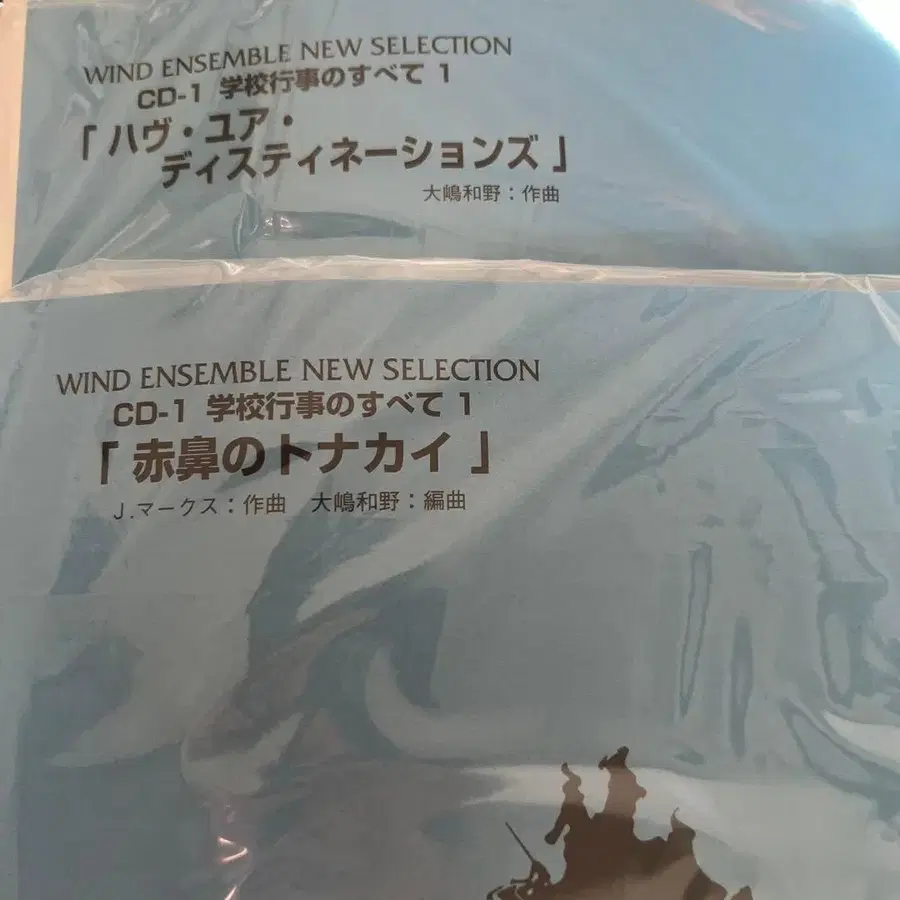 WIND ENSEMBLE NEW SELECTION
CD-1 学校行事のすべて 1
「 ハヴ・ユア・
ディスティネーションズ 」
大嶋和野：作曲
WIND ENSEMBLE NEW SELECTION
CD-1 学校行事のすべて 1
「 赤鼻のトナカイ 」
J.マークス：作曲 大嶋和野：編曲